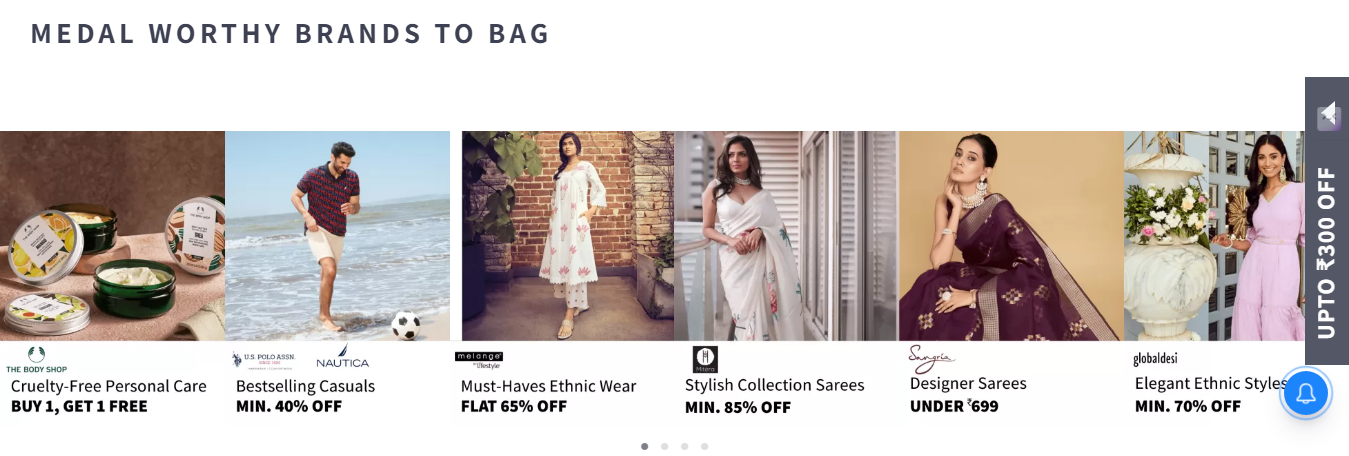 MEDAL WORTHY BRANDS TO BAG
UPTO ₹300 OFF
THE BODY SHOP
Cruelty-Free Personal Care
BUY 1, GET 1 FREE
U.S. POLO ASSN.
NAUTICA
Bestselling Casuals
MIN. 40% OFF
melange
by lifestyle
Must-Haves Ethnic Wear
FLAT 65% OFF
Mitera
Stylish Collection Sarees
MIN. 85% OFF
Sangria
Designer Sarees
UNDER ₹699
globaldesi
Elegant Ethnic Styles
MIN. 70% OFF